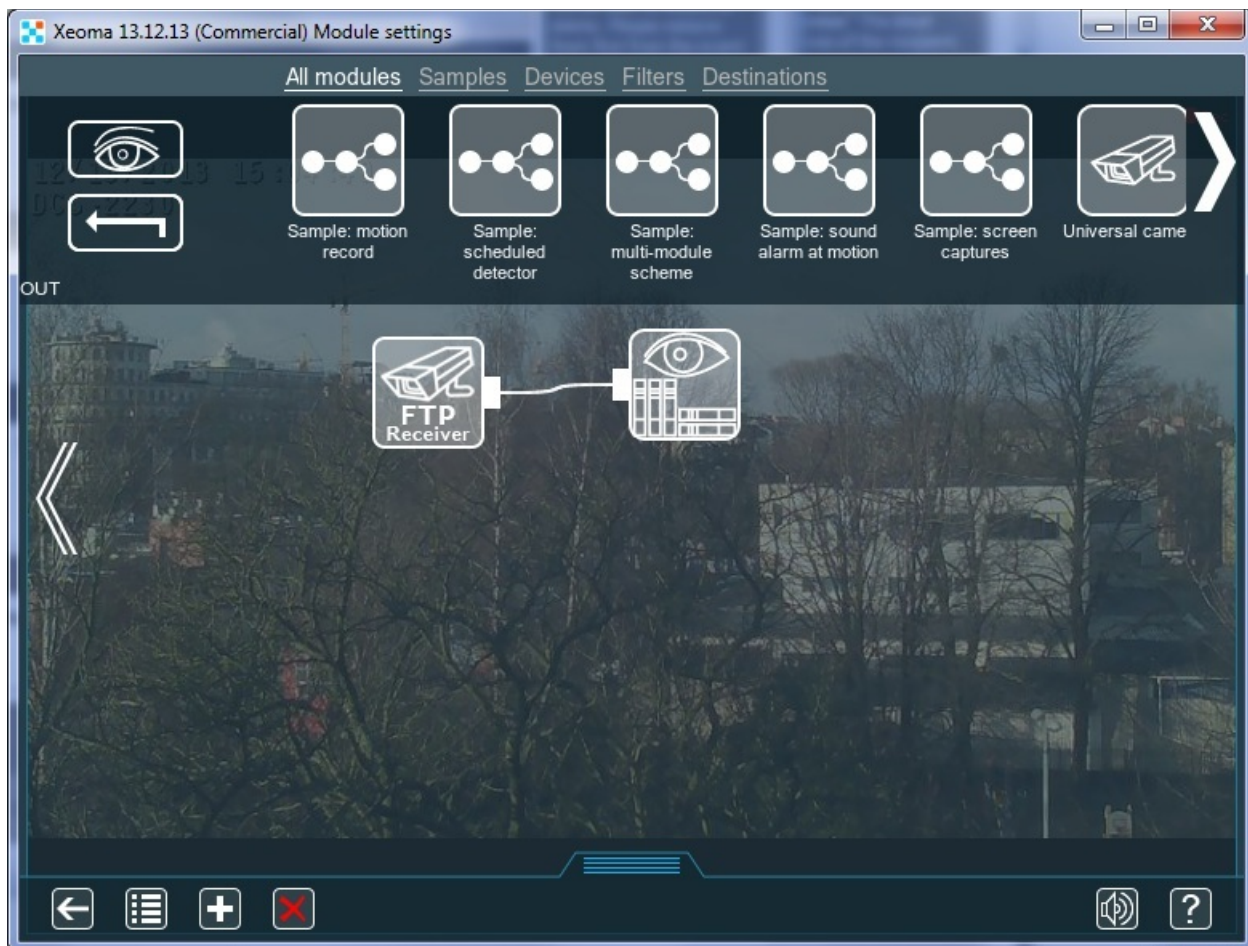 Xeoma 13.12.13 (Commercial) Module settings
All modules Samples Devices Filters Destinations
Sample: motion
record
Sample:
scheduled
detector
Sample:
multi-module
scheme
Sample: sound
alarm at motion
Sample: screen
captures
Universal came
OUT
FTP
Receiver
?